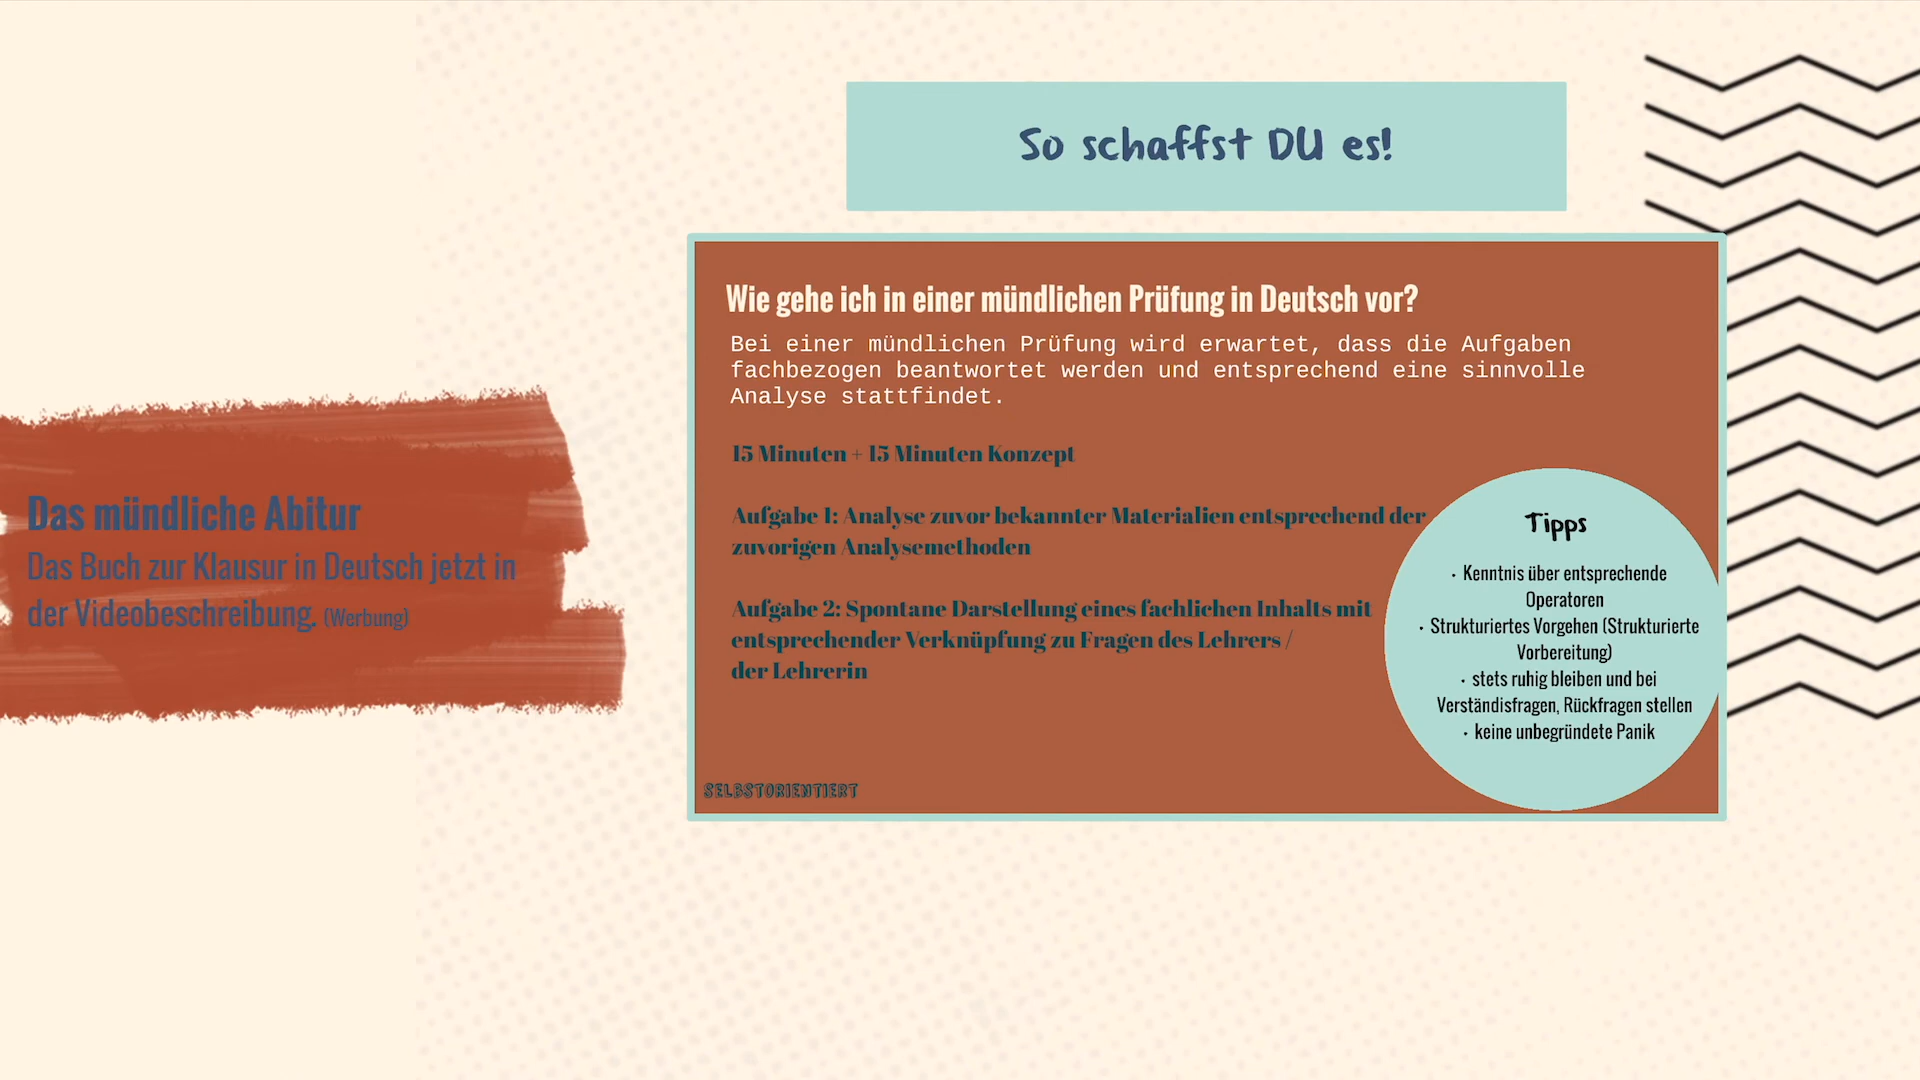 So schaffst DU es!
Wie gehe ich in einer mündlichen Prüfung in Deutsch vor?
Bei einer mündlichen Prüfung wird erwartet, dass die Aufgaben
fachbezogen beantwortet werden und entsprechend eine sinnvolle
Analyse stattfindet.
15 Minuten + 15 Minuten Konzept
Aufgabe 1: Analyse zuvor bekannter Materialien entsprechend der
zuvorigen Analysemethoden
Aufgabe 2: Spontane Darstellung eines fachlichen Inhalts mit
entsprechender Verknüpfung zu Fragen des Lehrers /
der Lehrerin
SELBSTORIENTIERT
Tipps
• Kenntnis über entsprechende
Operatoren
• Strukturiertes Vorgehen (Strukturierte
Vorbereitung)
• stets ruhig bleiben und bei
Verständisfragen, Rückfragen stellen
• keine unbegründete Panik
Das mündliche Abitur
Das Buch zur Klausur in Deutsch jetzt in
der Videobeschreibung. (Werbung)